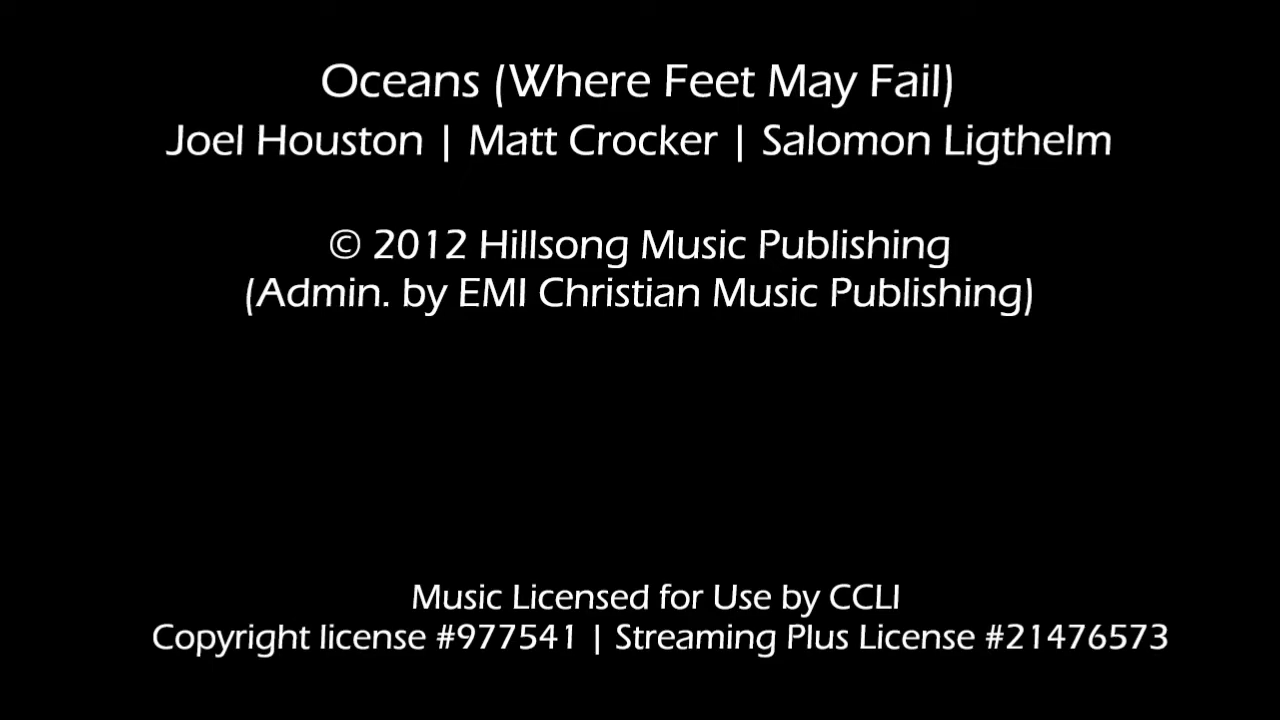 Oceans (Where Feet May Fail)
Joel Houston | Matt Crocker | Salomon Ligthelm
© 2012 Hillsong Music Publishing
(Admin. by EMI Christian Music Publishing)
Music Licensed for Use by CCLI
Copyright license #977541 | Streaming Plus License #21476573